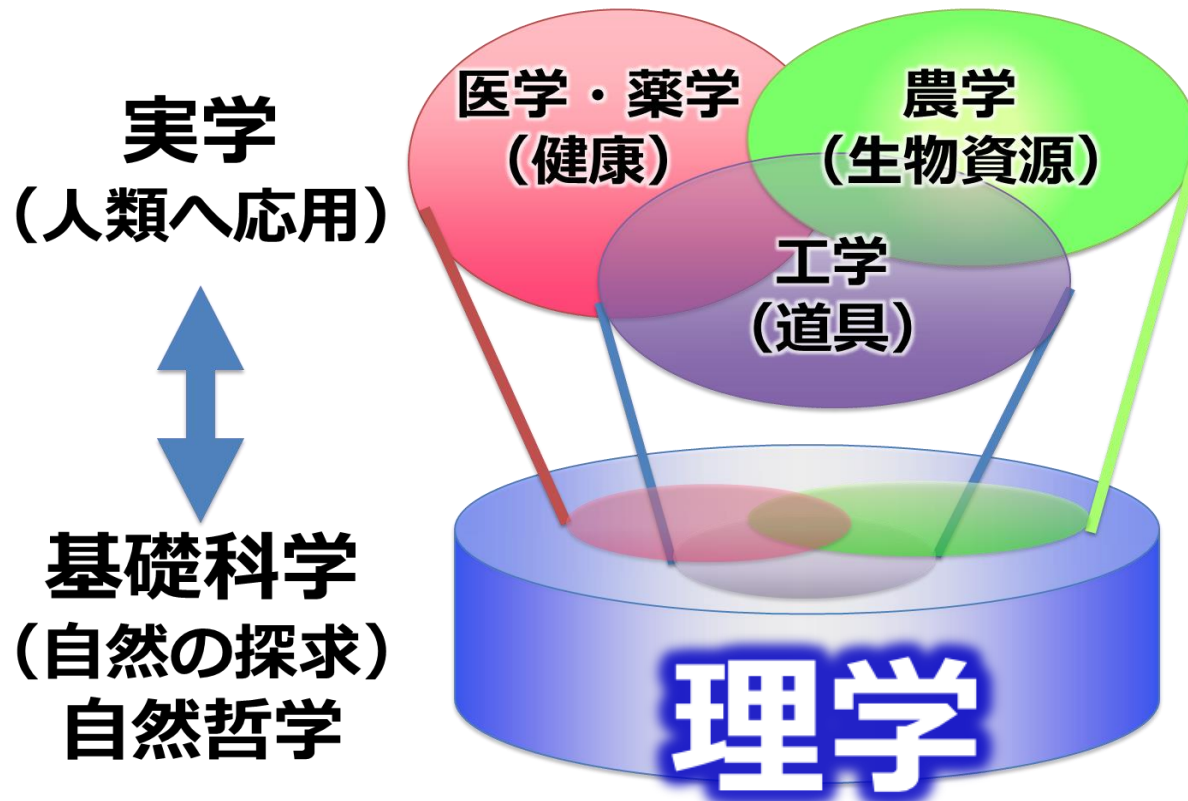 実学
（人類へ応用）
基礎科学
（自然の探求）
自然哲学
医学・薬学
（健康）
農学
（生物資源）
工学
（道具）
理学